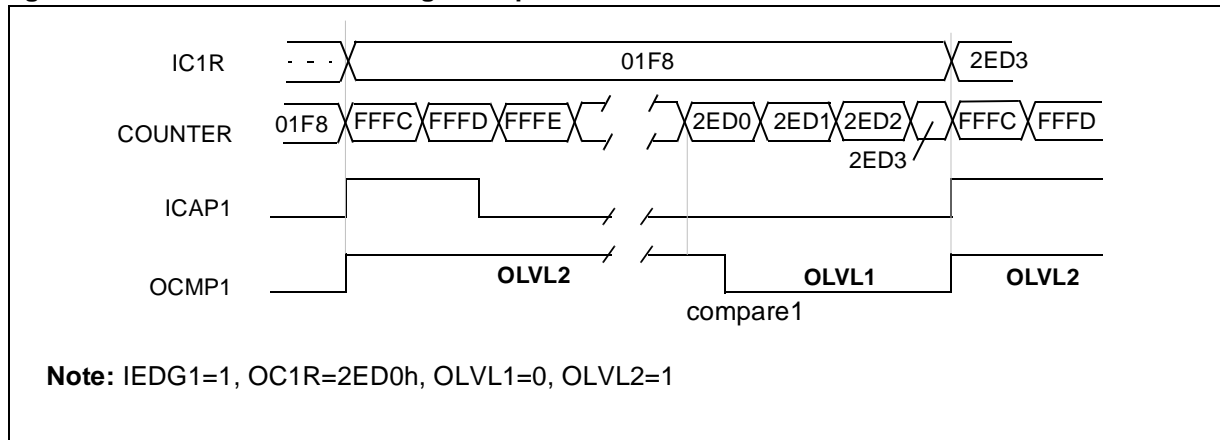 IC1R - - - 01F8 2ED3
COUNTER 01F8 FFFC FFFD FFFE 2ED0 2ED1 2ED2 FFFC FFFD
2ED3
ICAP1
OCMP1 OLVL2 OLVL1 OLVL2
compare1
Note: IEDG1=1, OC1R=2ED0h, OLVL1=0, OLVL2=1